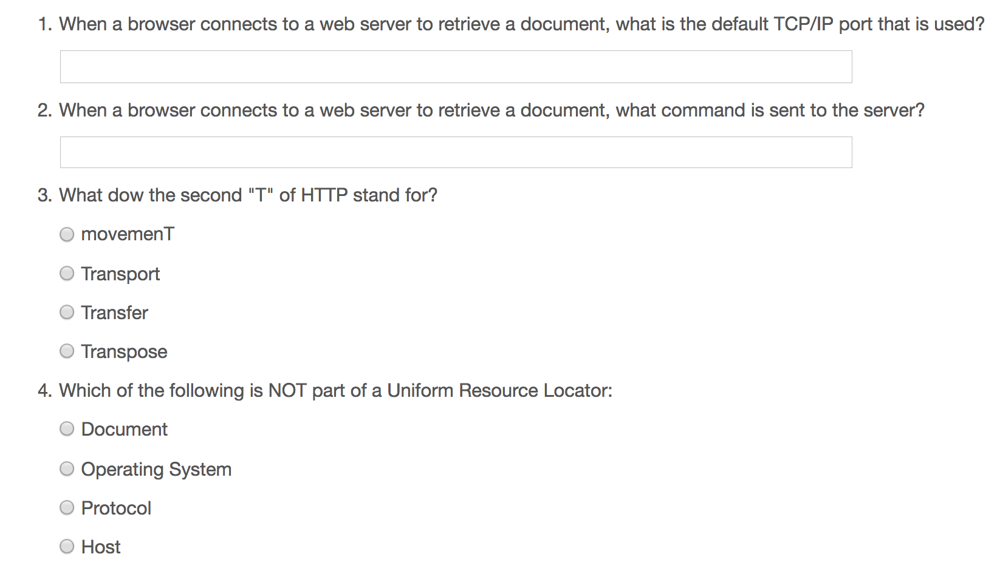 1. When a browser connects to a web server to retrieve a document, what is the default TCP/IP port that is used?
2. When a browser connects to a web server to retrieve a document, what command is sent to the server?
3. What dow the second "T" of HTTP stand for?
movemenT
Transport
Transfer
Transpose
4. Which of the following is NOT part of a Uniform Resource Locator:
Document
Operating System
Protocol
Host